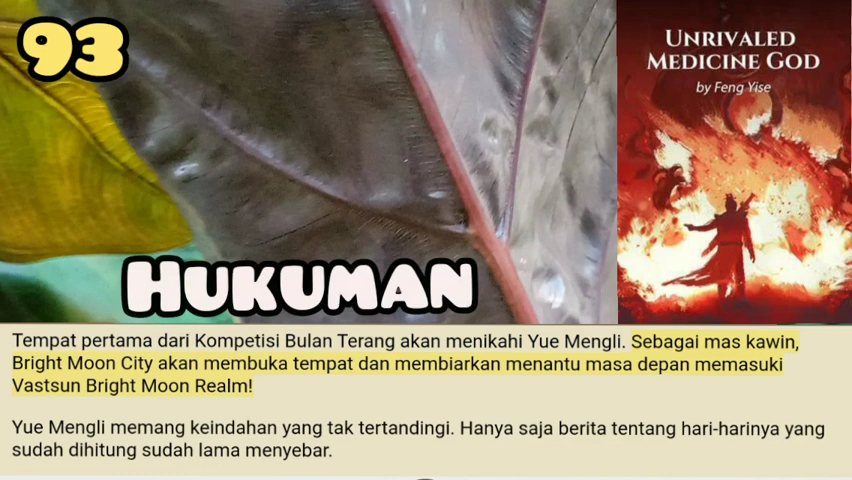 93
UNRIVALED
MEDICINE GOD
by Feng Yise
HUKUMAN
Tempat pertama dari Kompetisi Bulan Terang akan menikahi Yue Mengli. Sebagai mas kawin,
Bright Moon City akan membuka tempat dan membiarkan menantu masa depan memasuki
Vastsun Bright Moon Realm!
Yue Mengli memang keindahan yang tak tertandingi. Hanya saja berita tentang hari-harinya yang
sudah dihitung sudah lama menyebar.